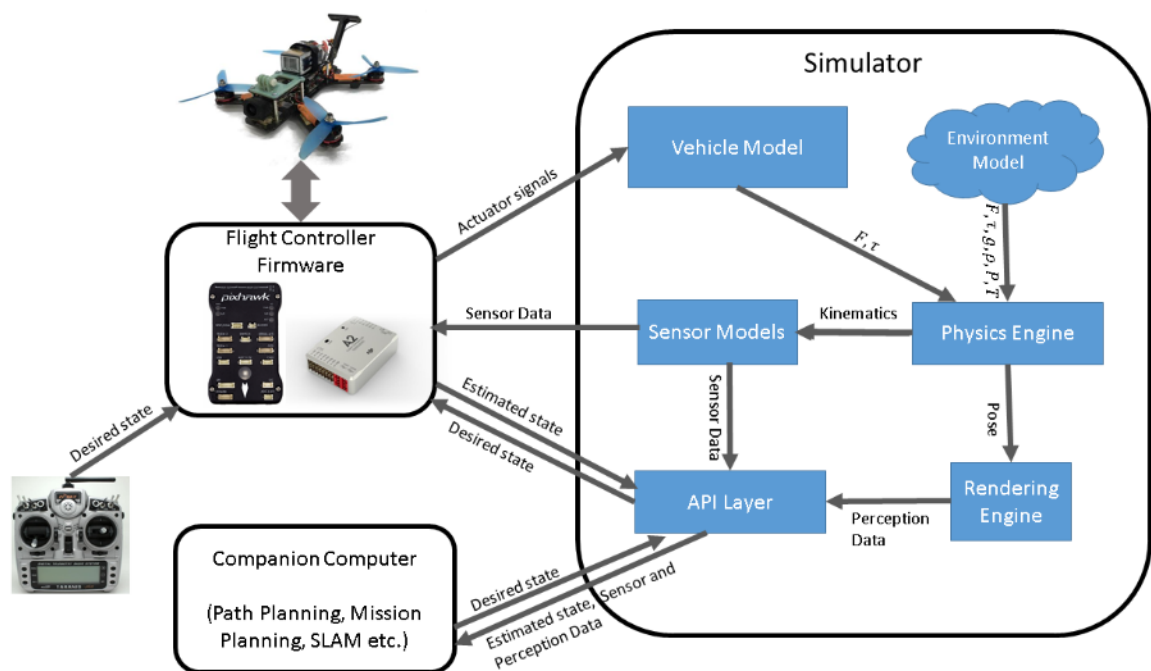 Simulator
Vehicle Model
Environment
Model
Actuator signals
F, τ
F, τ, g, ρ, P, T
Flight Controller
Firmware
pixhawk
A2
Sensor Data
Sensor Models
Kinematics
Physics Engine
Estimated state
Desired state
Sensor Data
Pose
Desired state
API Layer
Perception
Data
Rendering
Engine
Companion Computer
(Path Planning, Mission
Planning, SLAM etc.)
Desired state
Estimated state, Sensor and
Perception Data